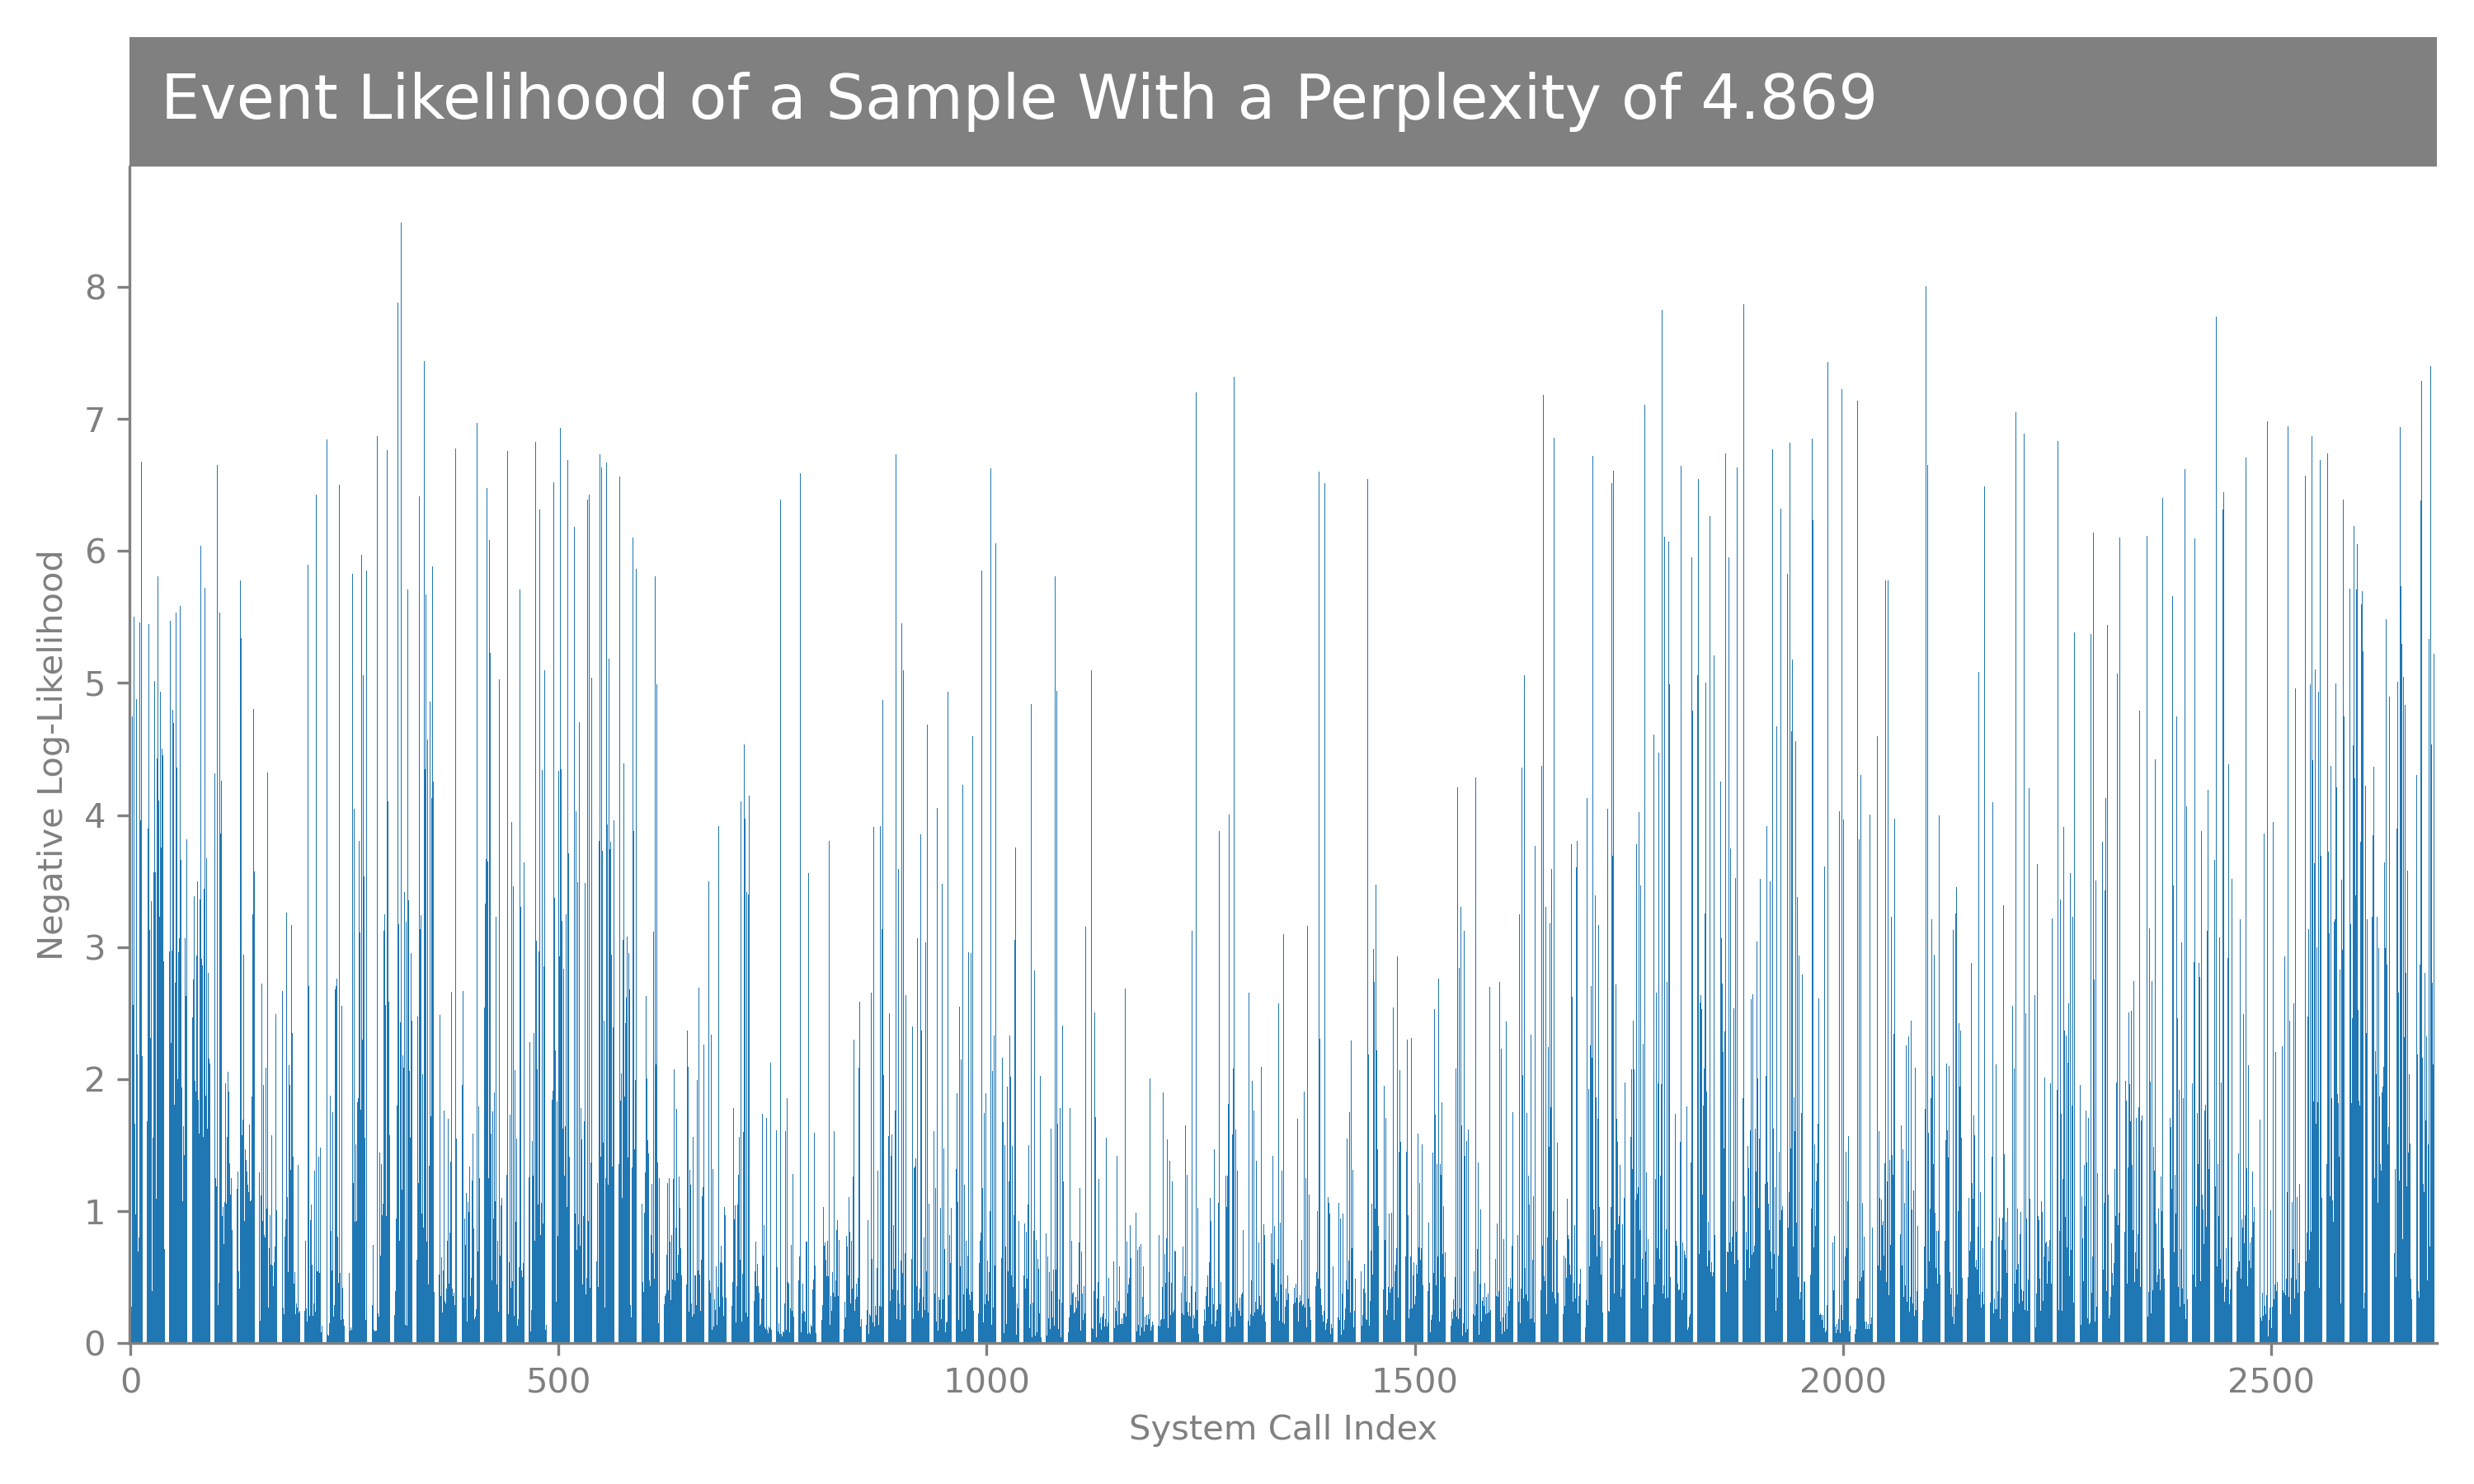 Event Likelihood of a Sample With a Perplexity of 4.869
8
7
6
5
4
3
2
1
0
Negative Log-Likelihood
0 500 1000 1500 2000 2500
System Call Index